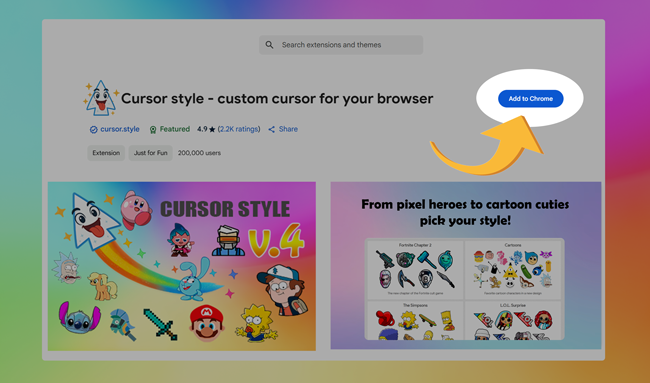 Search extensions and themes
Cursor style - custom cursor for your browser
Add to Chrome
cursor.style Featured 4.9 ★ (2.2K ratings) Share
Extension Just for Fun 200,000 users
CURSOR STYLE
V.4
From pixel heroes to cartoon cuties
pick your style!
Fortnite Chapter 2 Cartoons
The Simpsons L.O.L. Surprise